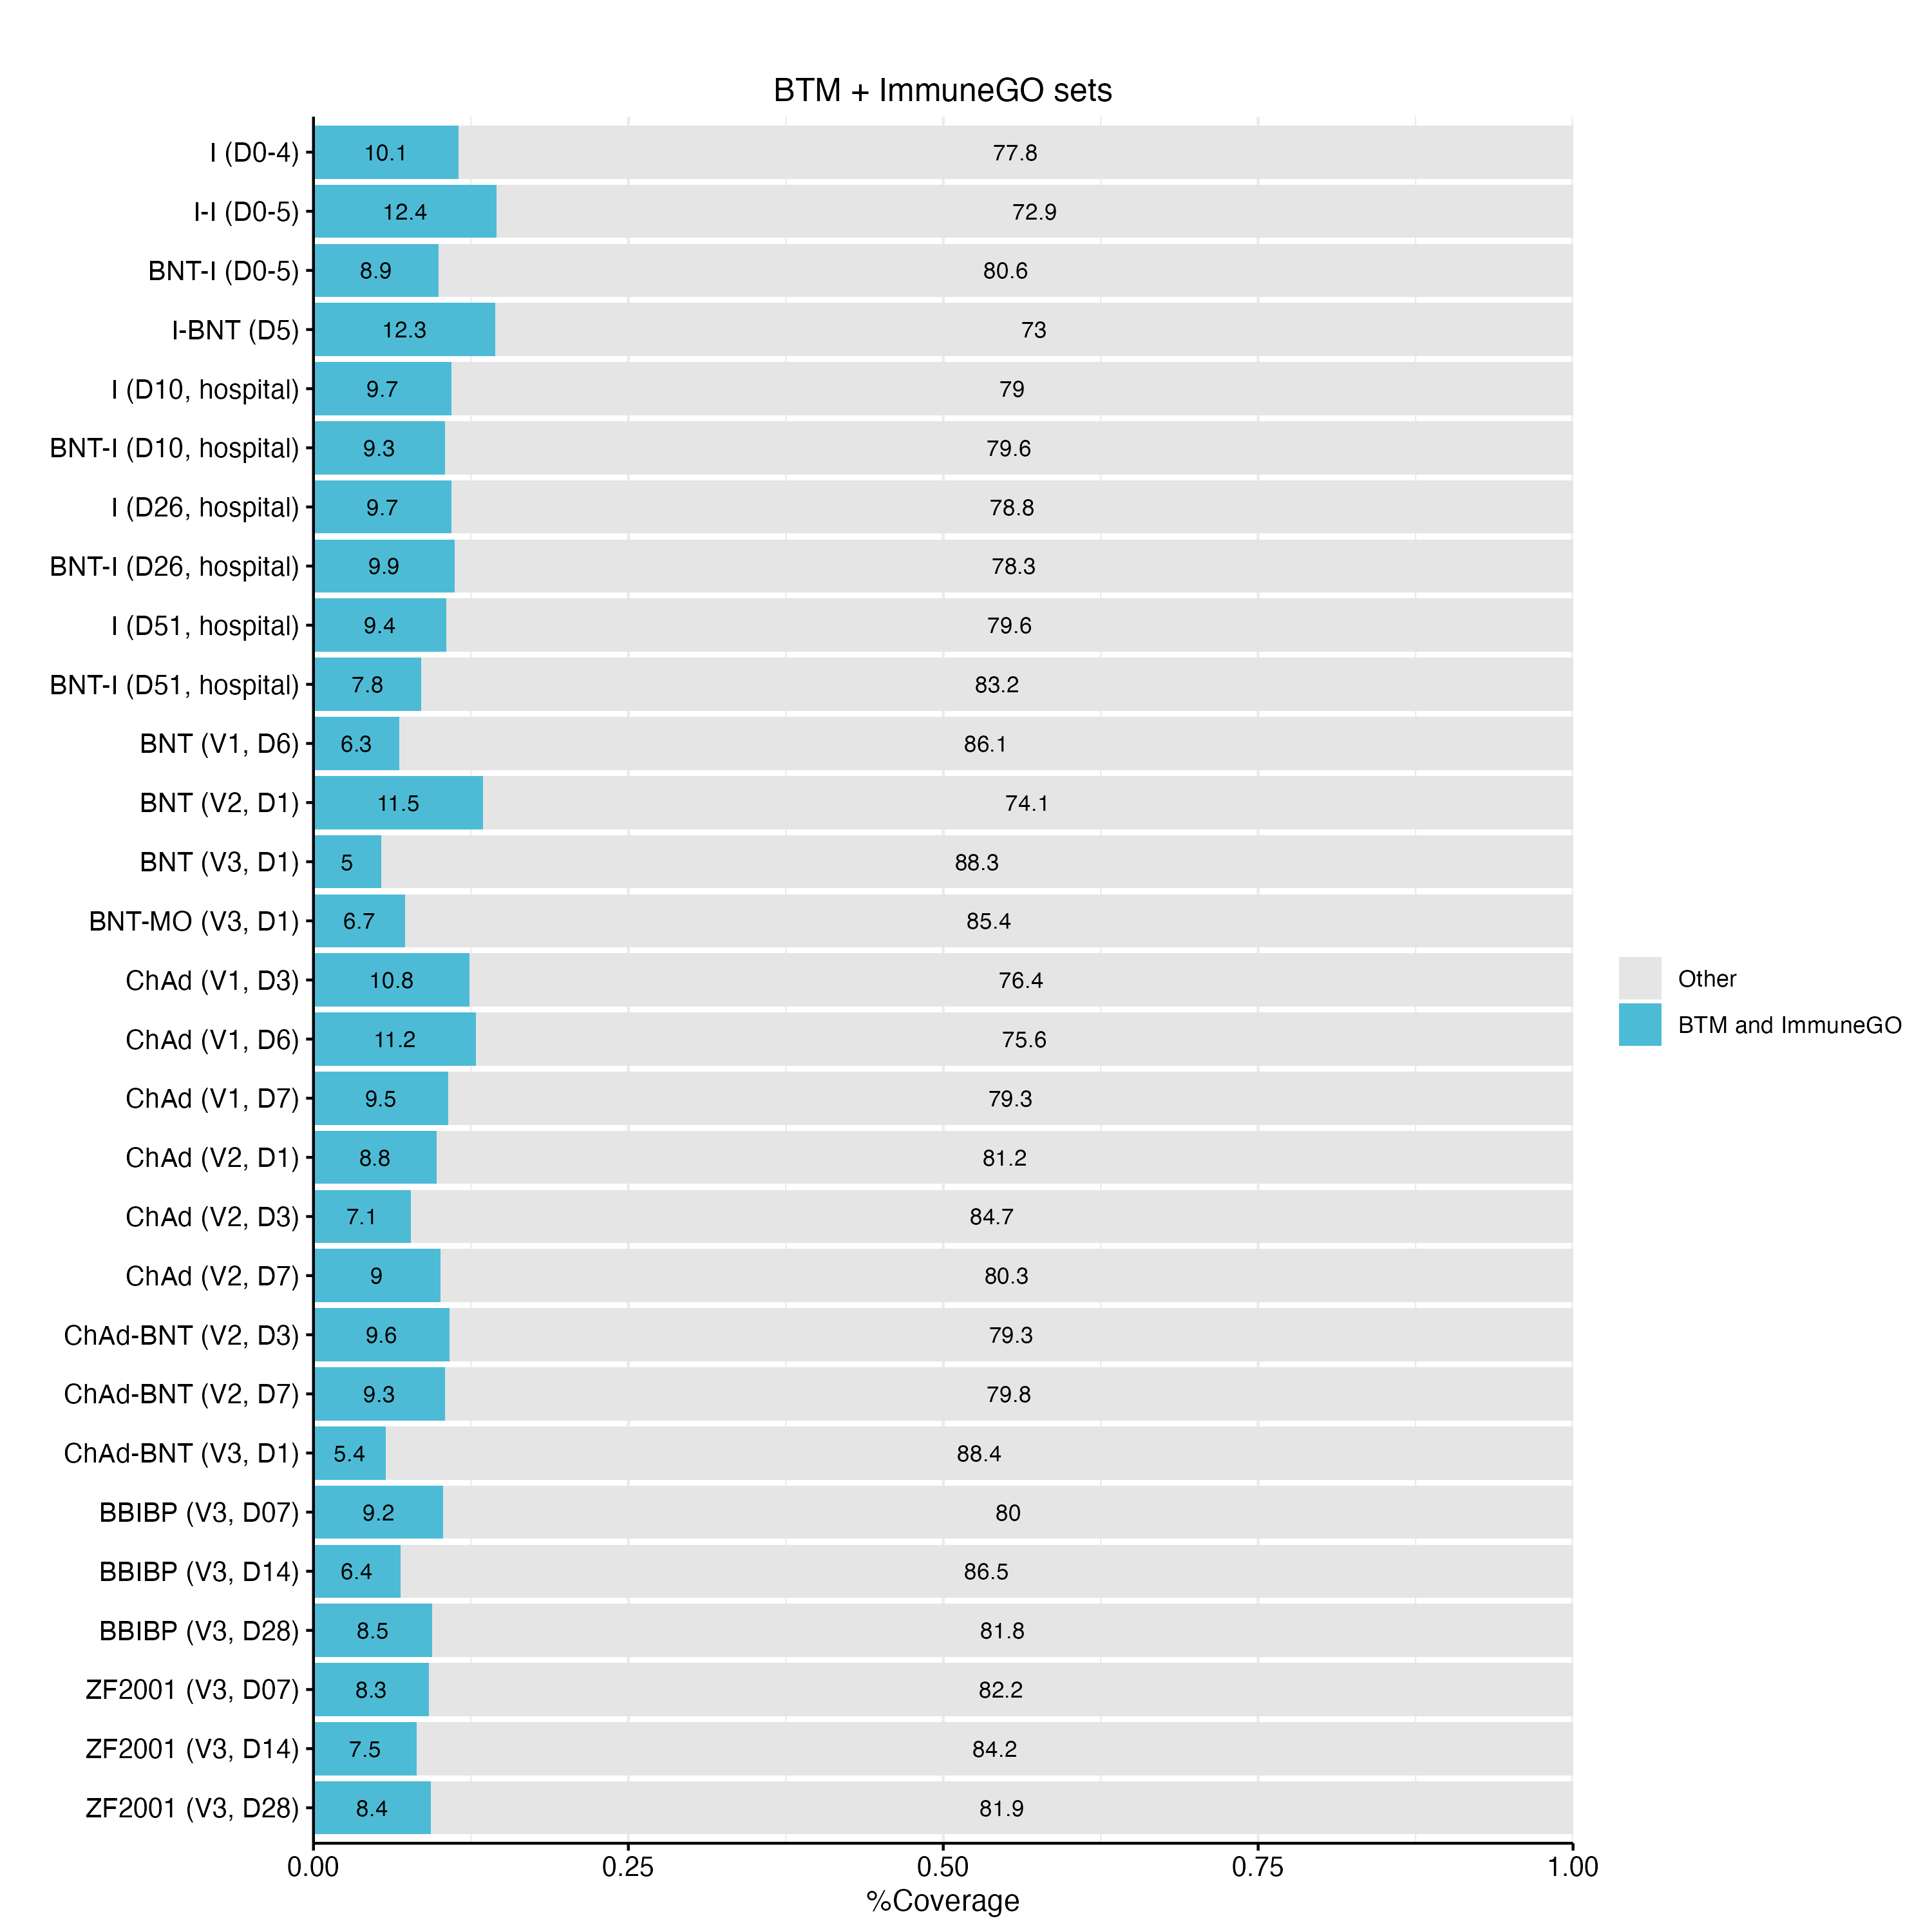 BTM + ImmuneGO sets
I (D0-4) 10.1 77.8
I-I (D0-5) 12.4 72.9
BNT-I (D0-5) 8.9 80.6
I-BNT (D5) 12.3 73
I (D10, hospital) 9.7 79
BNT-I (D10, hospital) 9.3 79.6
I (D26, hospital) 9.7 78.8
BNT-I (D26, hospital) 9.9 78.3
I (D51, hospital) 9.4 79.6
BNT-I (D51, hospital) 7.8 83.2
BNT (V1, D6) 6.3 86.1
BNT (V2, D1) 11.5 74.1
BNT (V3, D1) 5 88.3
BNT-MO (V3, D1) 6.7 85.4
ChAd (V1, D3) 10.8 76.4
ChAd (V1, D6) 11.2 75.6
ChAd (V1, D7) 9.5 79.3
ChAd (V2, D1) 8.8 81.2
ChAd (V2, D3) 7.1 84.7
ChAd (V2, D7) 9 80.3
ChAd-BNT (V2, D3) 9.6 79.3
ChAd-BNT (V2, D7) 9.3 79.8
ChAd-BNT (V3, D1) 5.4 88.4
BBIBP (V3, D07) 9.2 80
BBIBP (V3, D14) 6.4 86.5
BBIBP (V3, D28) 8.5 81.8
ZF2001 (V3, D07) 8.3 82.2
ZF2001 (V3, D14) 7.5 84.2
ZF2001 (V3, D28) 8.4 81.9
0.00 0.25 0.50 0.75 1.00
%Coverage
Other
BTM and ImmuneGO